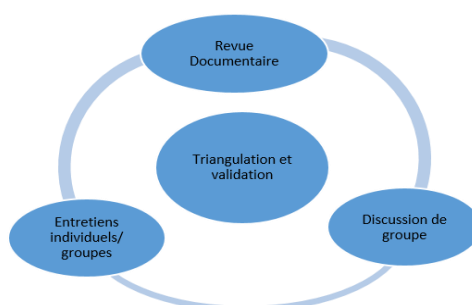 Revue
Documentaire
Triangulation et
validation
Entretiens
individuels/
groupes
Discussion de
groupe